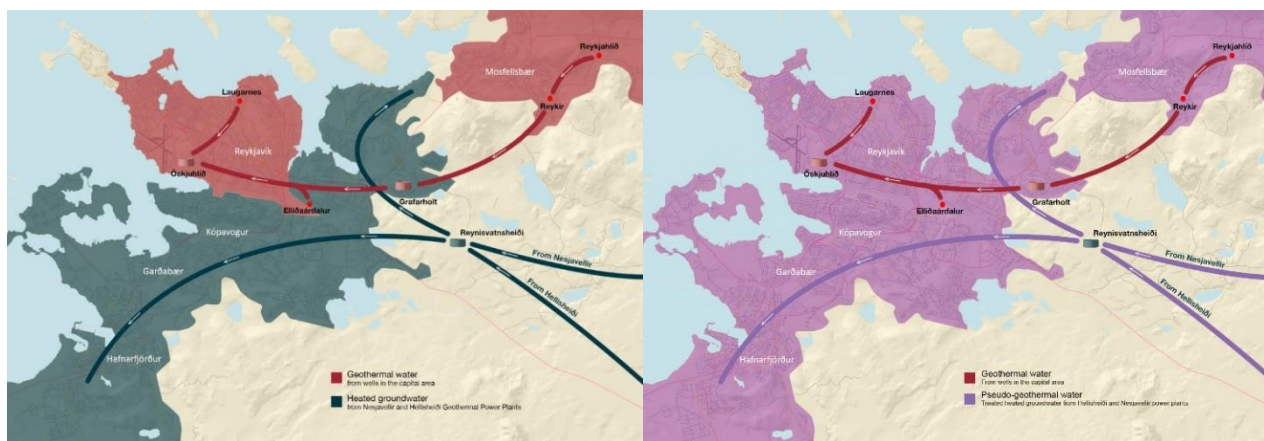 Reykjahlíð
Mosfellsbær
Laugarnes
Reykir
Reykjavík
Öskjuhlíð
Grafarholt
Elliðaárdalur
Reynisvatnsheiði
Kópavogur
From Nesjavellir
Garðabær
From Hellisheiði
Hafnarfjörður
Geothermal water
from wells in the capital area
Heated groundwater
from Nesjavellir and Hellisheiði Geothermal Power Plants
Reykjahlíð
Mosfellsbær
Laugarnes
Reykir
Reykjavík
Öskjuhlíð
Grafarholt
Elliðaárdalur
Reynisvatnsheiði
Kópavogur
From Nesjavellir
Garðabær
From Hellisheiði
Hafnarfjörður
Geothermal water
From wells in the capital area
Pseudo-geothermal water
Treated heated groundwater from Hellisheiði and Nesjavellir power plants